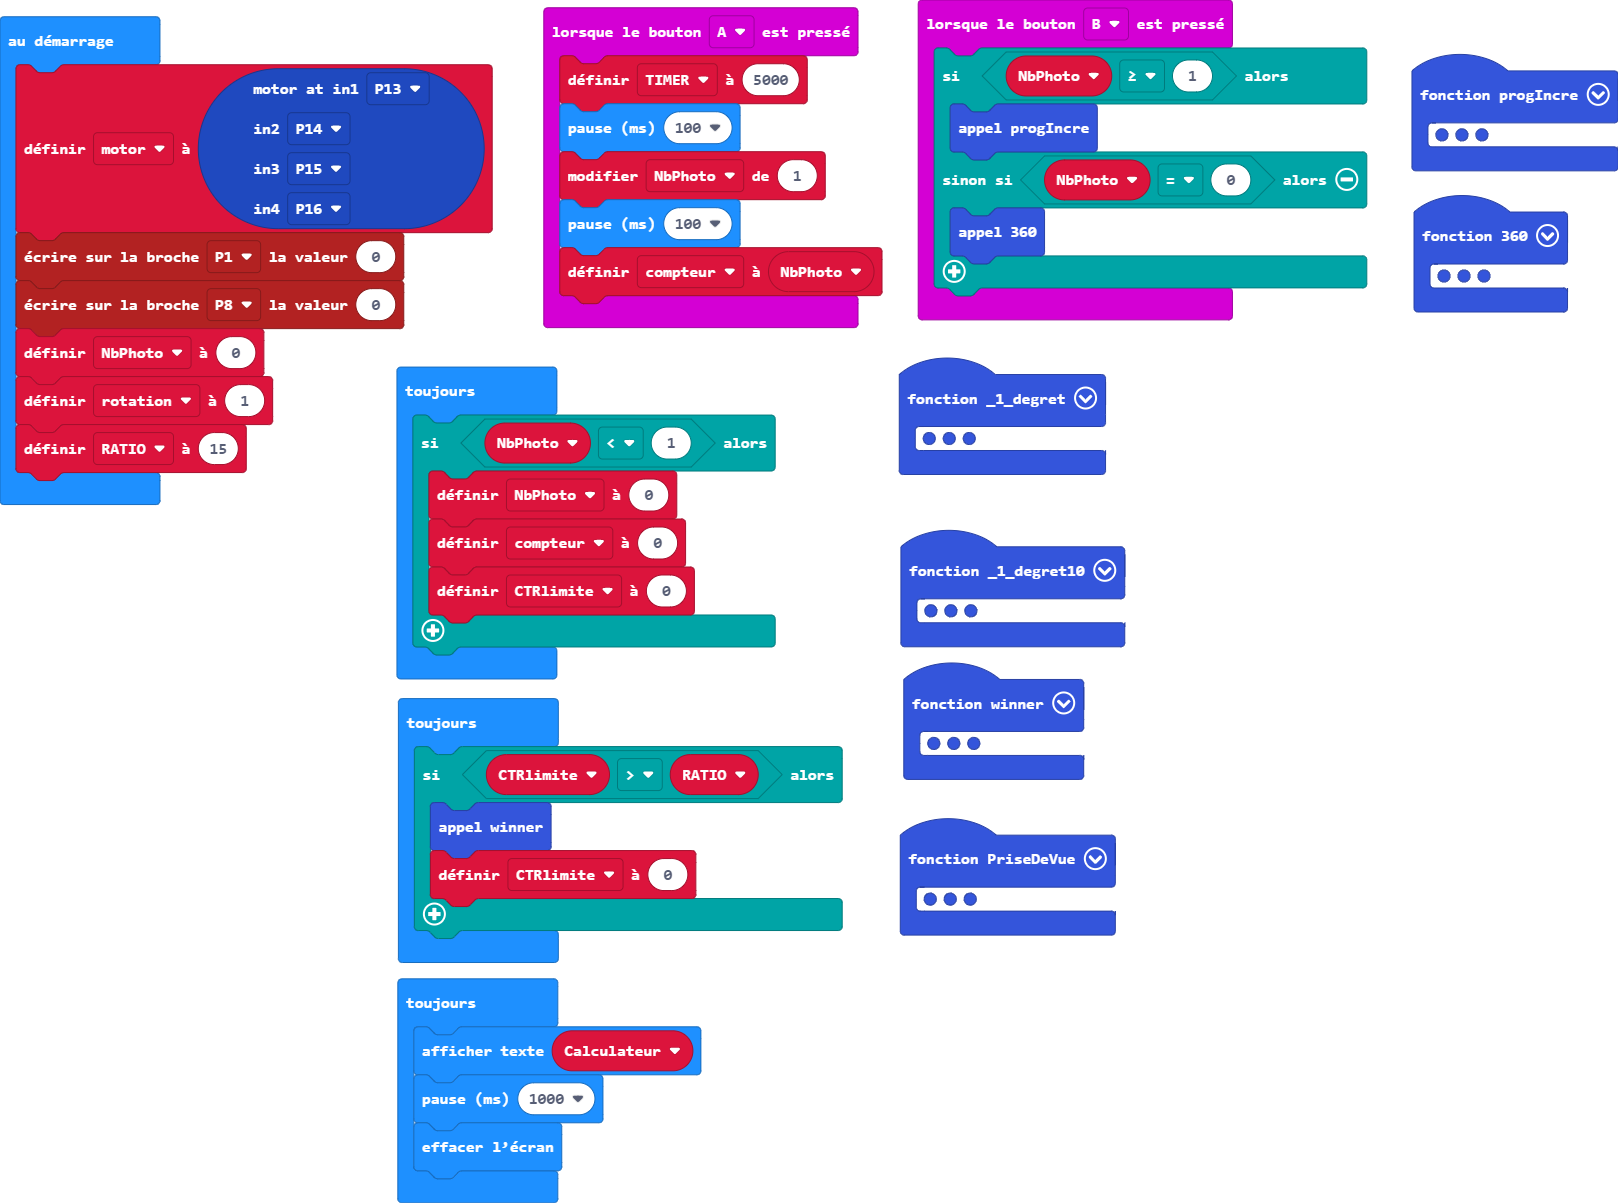 au démarrage
définir motor à motor at in1 P13
in2 P14
in3 P15
in4 P16
écrire sur la broche P1 la valeur 0
écrire sur la broche P8 la valeur 0
définir NbPhoto à 0
définir rotation à 1
définir RATIO à 15
lorsque le bouton A est pressé
définir TIMER à 5000
pause (ms) 100
modifier NbPhoto de 1
pause (ms) 100
définir compteur à NbPhoto
lorsque le bouton B est pressé
si NbPhoto ≥ 1 alors
appel progIncre
sinon si NbPhoto = 0 alors
appel 360
fonction progIncre
fonction 360
toujours
si NbPhoto < 1 alors
définir NbPhoto à 0
définir compteur à 0
définir CTRlimite à 0
toujours
si CTRlimite > RATIO alors
appel winner
définir CTRlimite à 0
toujours
afficher texte Calculateur
pause (ms) 1000
effacer l’écran
fonction _1_degret
fonction _1_degret10
fonction winner
fonction PriseDeVue